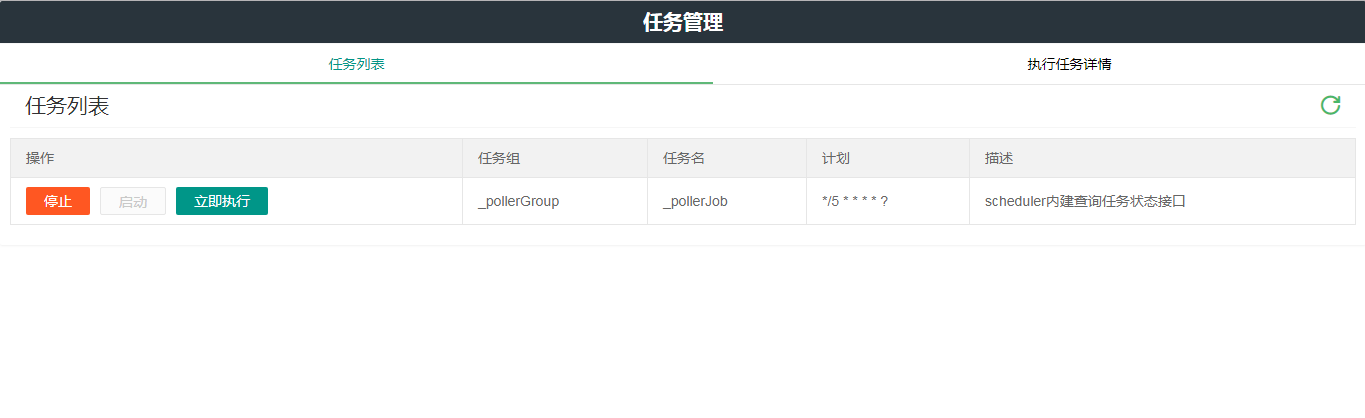 任务管理
任务列表 执行任务详情
任务列表
操作 任务组 任务名 计划 描述
停止 启动 立即执行 _pollerGroup _pollerJob */5 * * * * ? scheduler内建查询任务状态接口